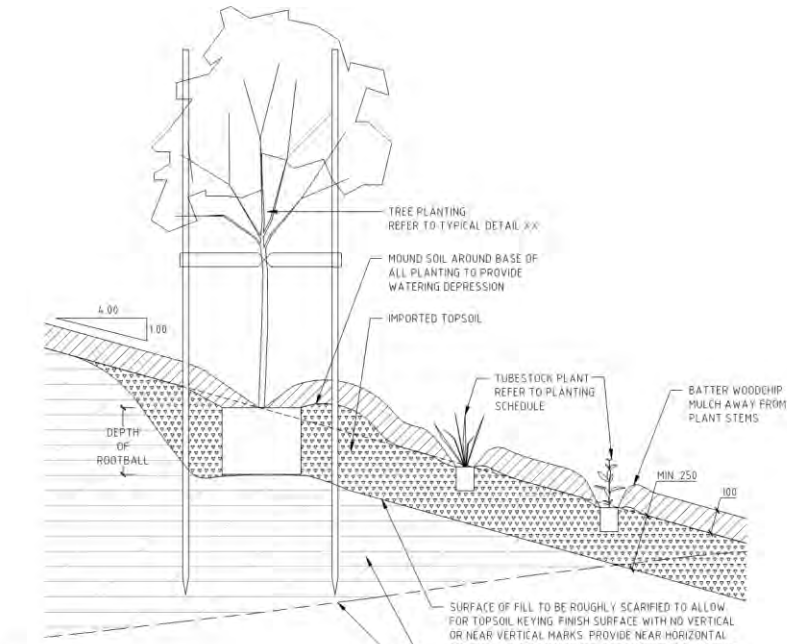 TREE PLANTING
REFER TO TYPICAL DETAIL XX
MOUND SOIL AROUND BASE OF
ALL PLANTING TO PROVIDE
WATERING DEPRESSION
4.00
1.00
IMPORTED TOPSOIL
TUBESTOCK PLANT
REFER TO PLANTING
SCHEDULE
BATTER WOODCHIP
MULCH AWAY FROM
PLANT STEMS
DEPTH
OF
ROOTBALL
MIN. 250
100
SURFACE OF FILL TO BE ROUGHLY SCARIFIED TO ALLOW
FOR TOPSOIL KEYING. FINISH SURFACE WITH NO VERTICAL
OR NEAR VERTICAL MARKS. PROVIDE NEAR HORIZONTAL